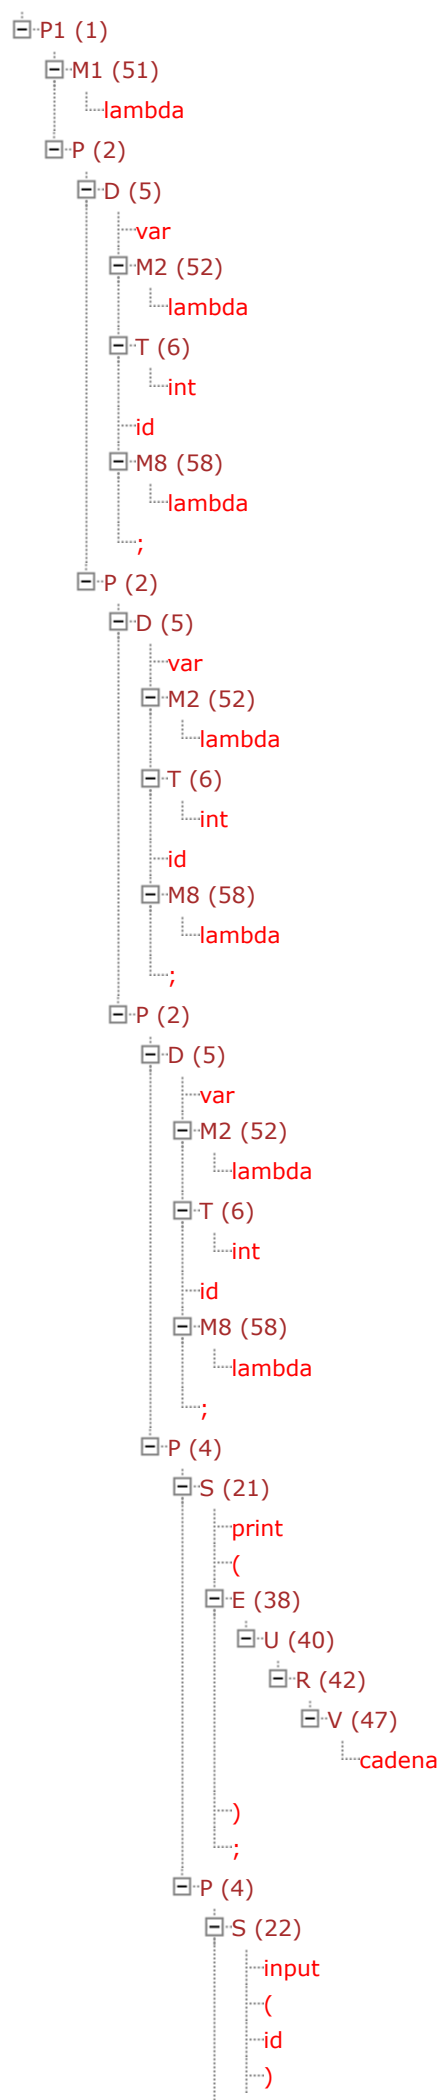 P1 (1)
M1 (51)
lambda
P (2)
D (5)
var
M2 (52)
lambda
T (6)
int
id
M8 (58)
lambda
;
P (2)
D (5)
var
M2 (52)
lambda
T (6)
int
id
M8 (58)
lambda
;
P (2)
D (5)
var
M2 (52)
lambda
T (6)
int
id
M8 (58)
lambda
;
P (4)
S (21)
print
(
E (38)
U (40)
R (42)
V (47)
cadena
)
;
P (4)
S (22)
input
(
id
)